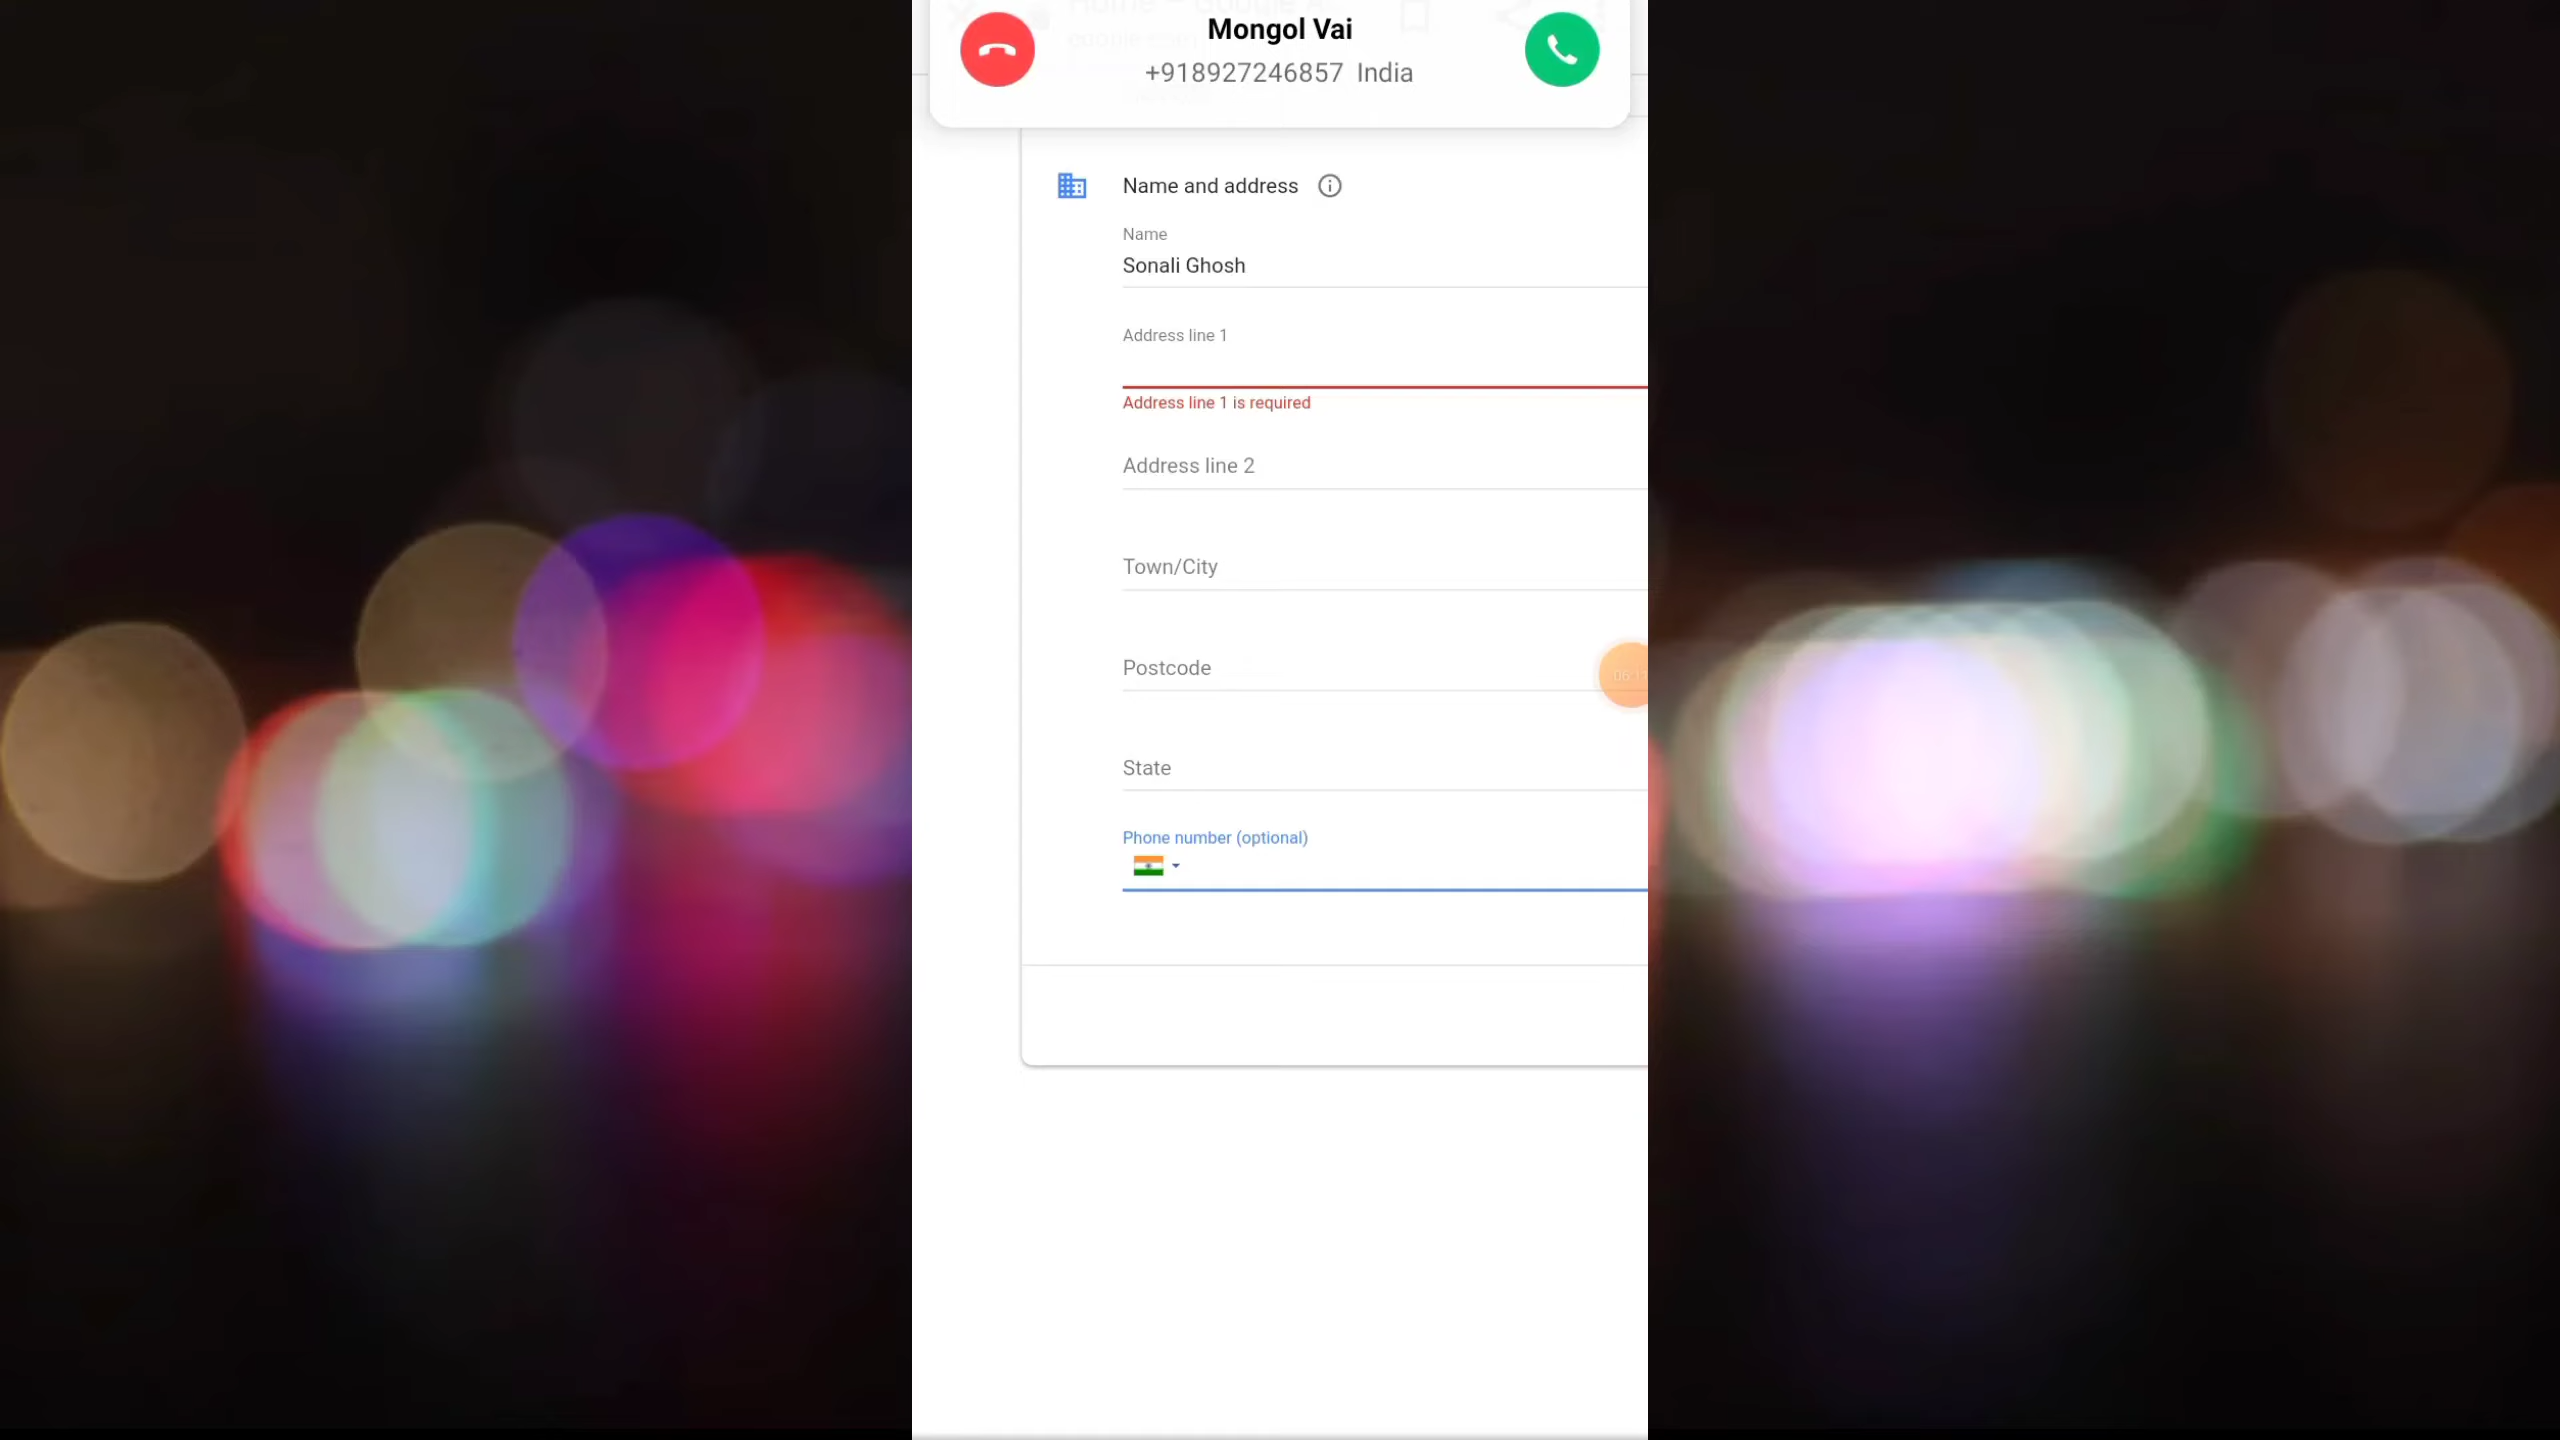 Mongol Vai
+918927246857 India
Name and address
Name
Sonali Ghosh
Address line 1
Address line 1 is required
Address line 2
Town/City
Postcode
State
Phone number (optional)